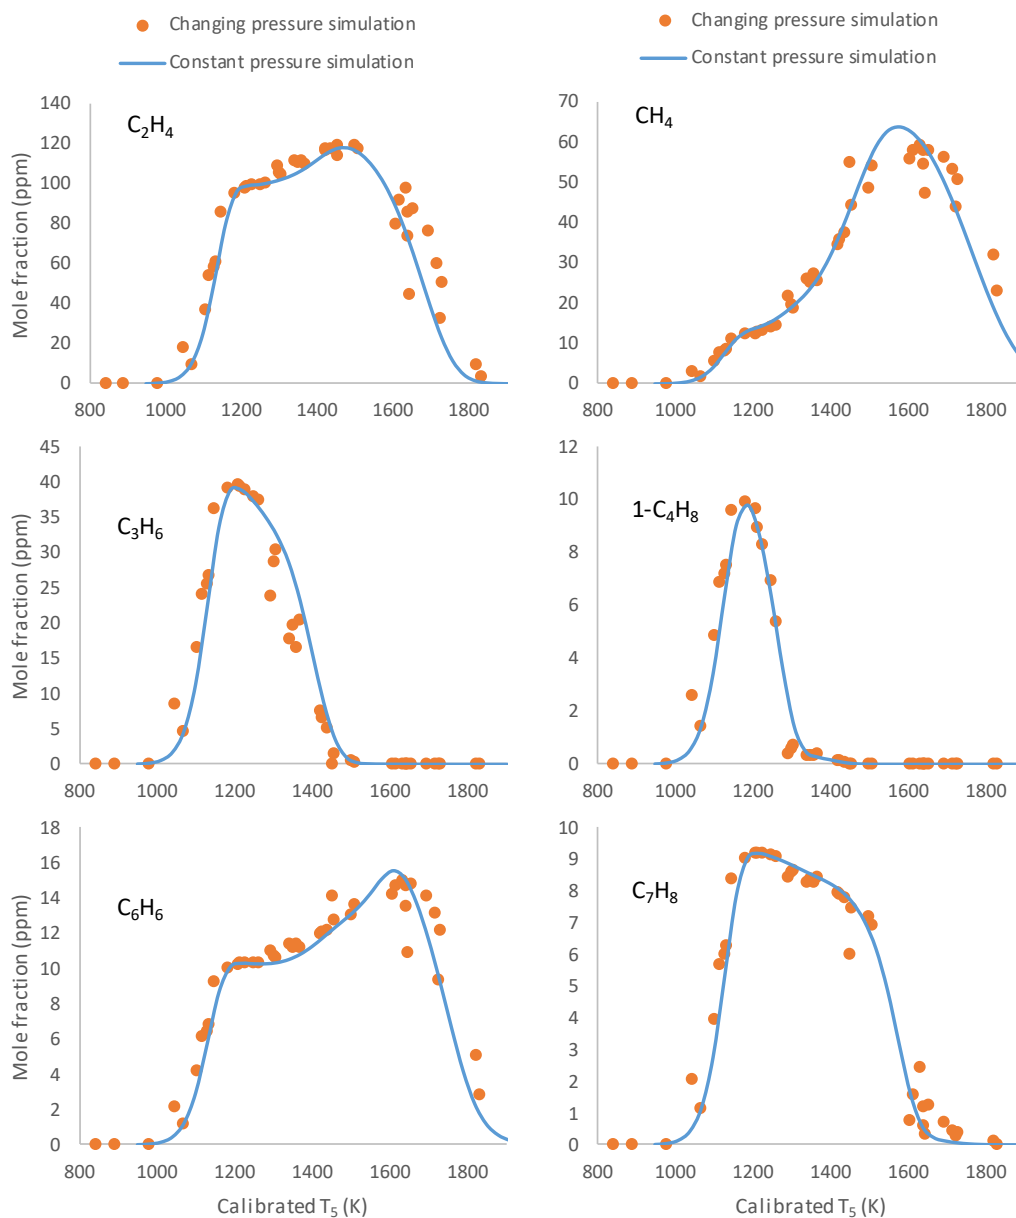 Changing pressure simulation
Constant pressure simulation
Changing pressure simulation
Constant pressure simulation
C2H4
Mole fraction (ppm)
140
120
100
80
60
40
20
0
800 1000 1200 1400 1600 1800
CH4
70
60
50
40
30
20
10
0
800 1000 1200 1400 1600 1800
C3H6
Mole fraction (ppm)
45
40
35
30
25
20
15
10
5
0
800 1000 1200 1400 1600 1800
1-C4H8
12
10
8
6
4
2
0
800 1000 1200 1400 1600 1800
C6H6
Mole fraction (ppm)
18
16
14
12
10
8
6
4
2
0
800 1000 1200 1400 1600 1800
Calibrated T5 (K)
C7H8
10
9
8
7
6
5
4
3
2
1
0
800 1000 1200 1400 1600 1800
Calibrated T5 (K)